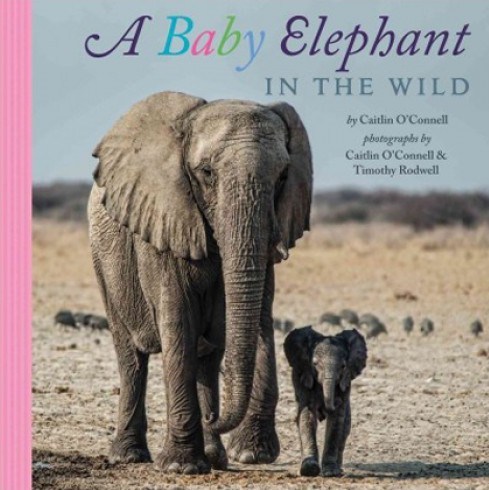 A Baby Elephant
IN THE WILD
by Caitlin O'Connell
photographs by
Caitlin O'Connell &
Timothy Rodwell